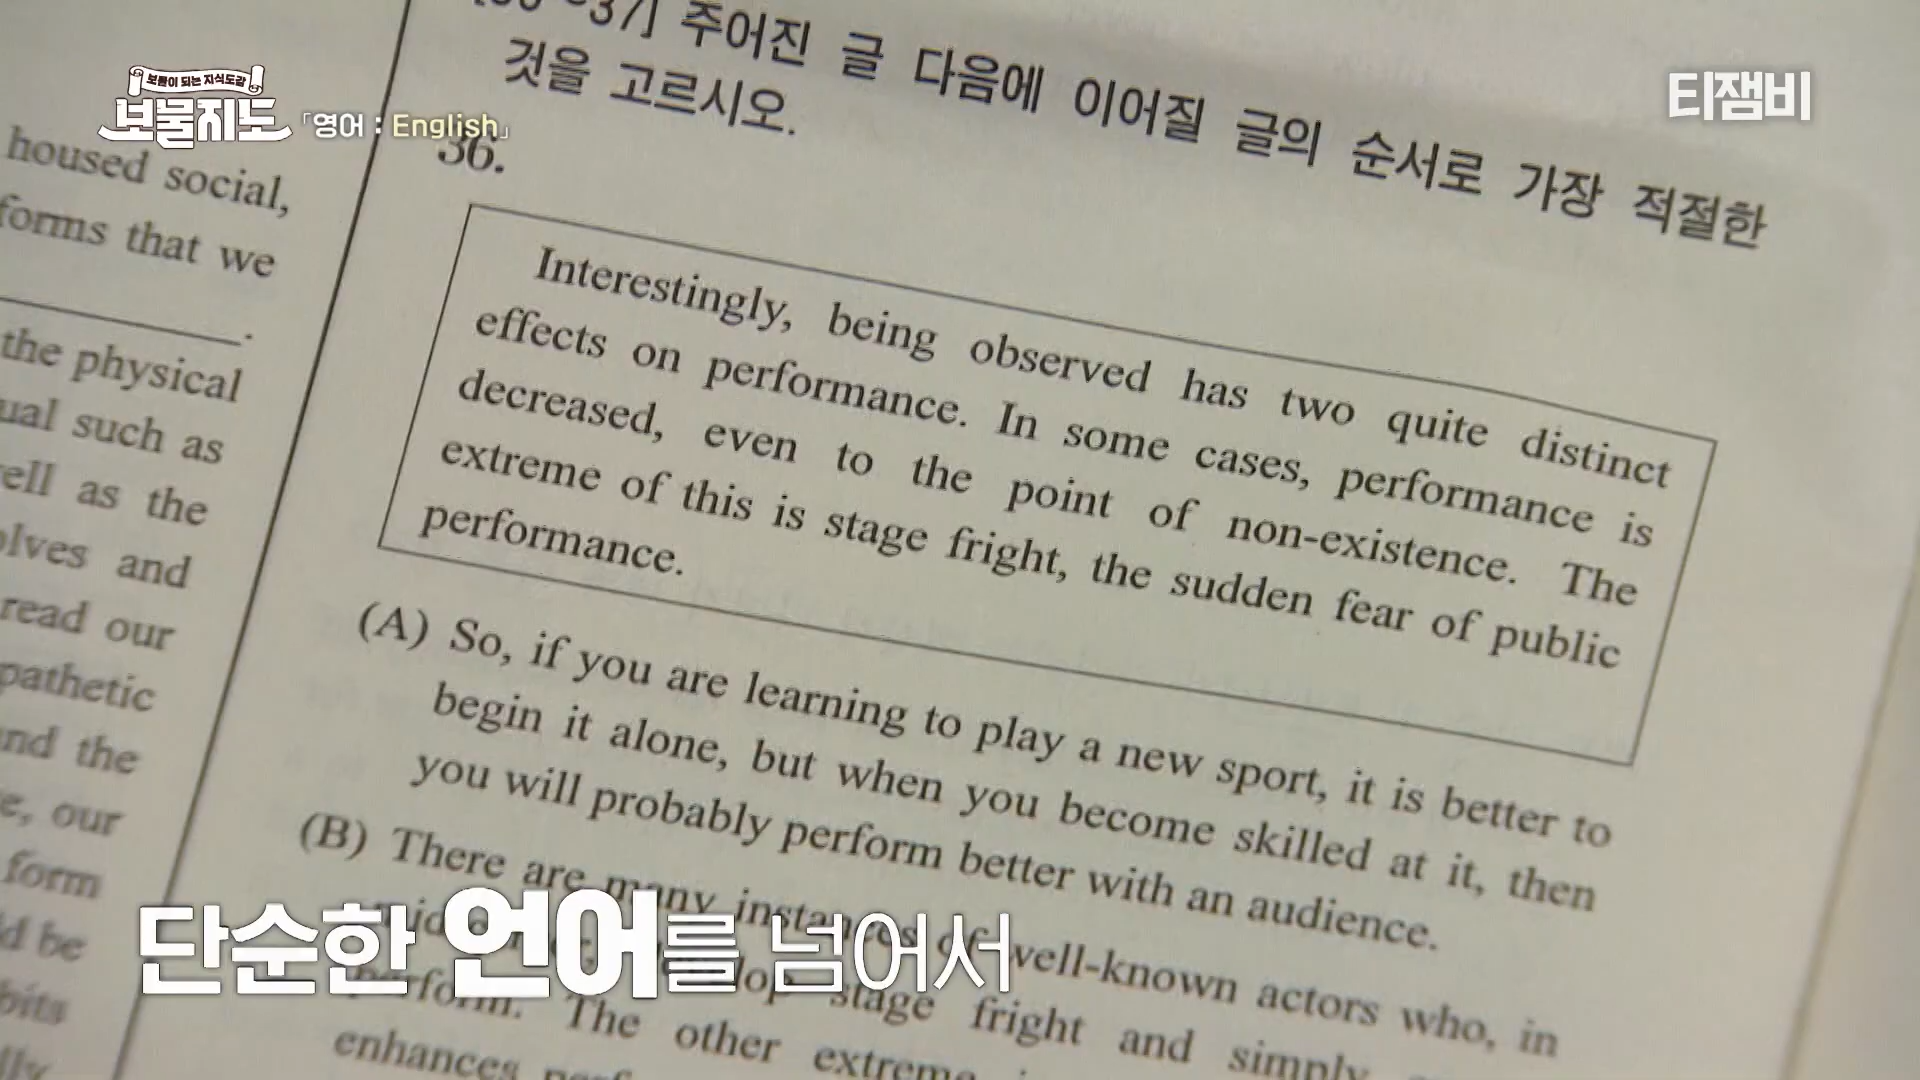 보물이 되는 지식도감
보물지도
「영어 : English」
티잼비
37] 주어진 글 다음에 이어질 글의 순서로 가장 적절한
것을 고르시오.
36.
Interestingly, being observed has two quite distinct
effects on performance. In some cases, performance is
decreased, even to the point of non-existence. The
extreme of this is stage fright, the sudden fear of public
performance.
(A) So, if you are learning to play a new sport, it is better to
begin it alone, but when you become skilled at it, then
you will probably perform better with an audience.
(B) There are many instances of well-known actors who, in
stage fright and simply
perform. The other extreme
enhances
housed social,
forms that we
the physical
such as
as the
and
read our
and the
our
form
be
단순한 언어를 넘어서